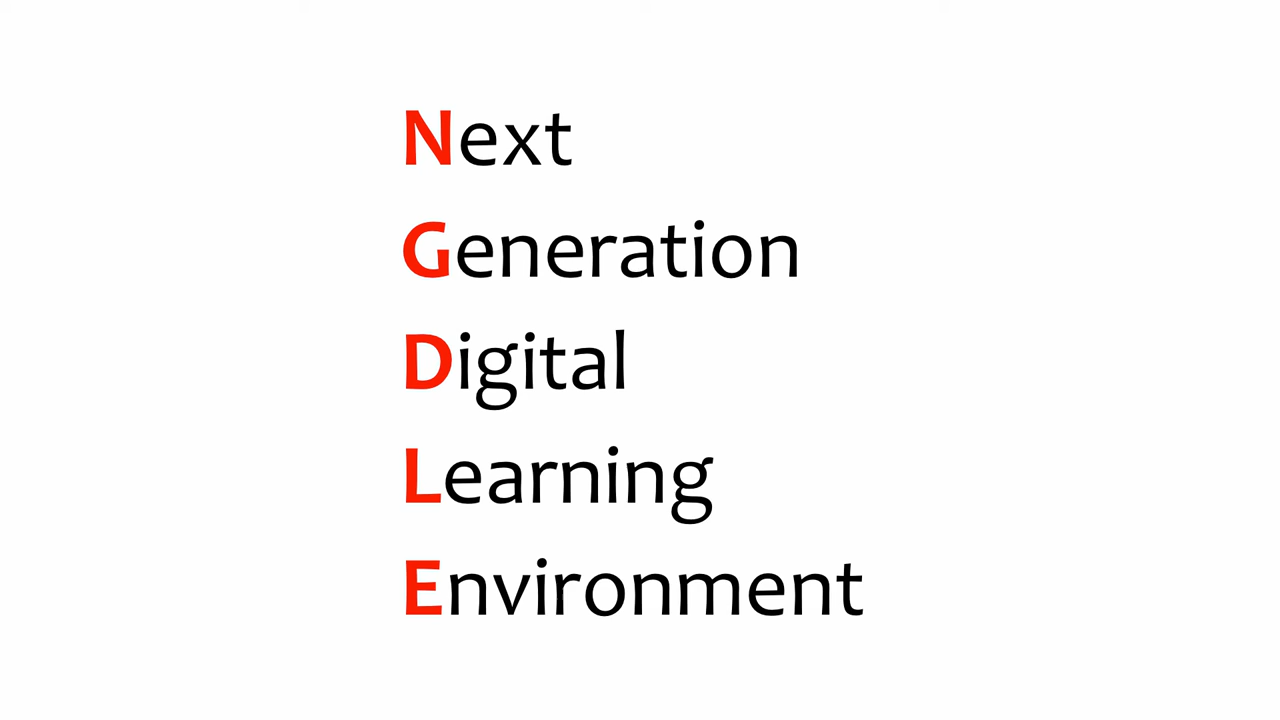 Next
Generation
Digital
Learning
Environment